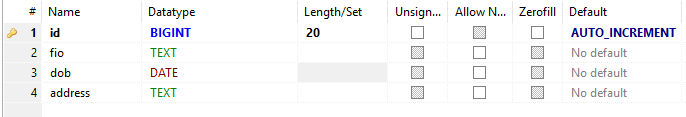 # Name Datatype Length/Set Unsign... Allow N... Zerofill Default
1 id BIGINT 20 AUTO_INCREMENT
2 fio TEXT No default
3 dob DATE No default
4 address TEXT No default